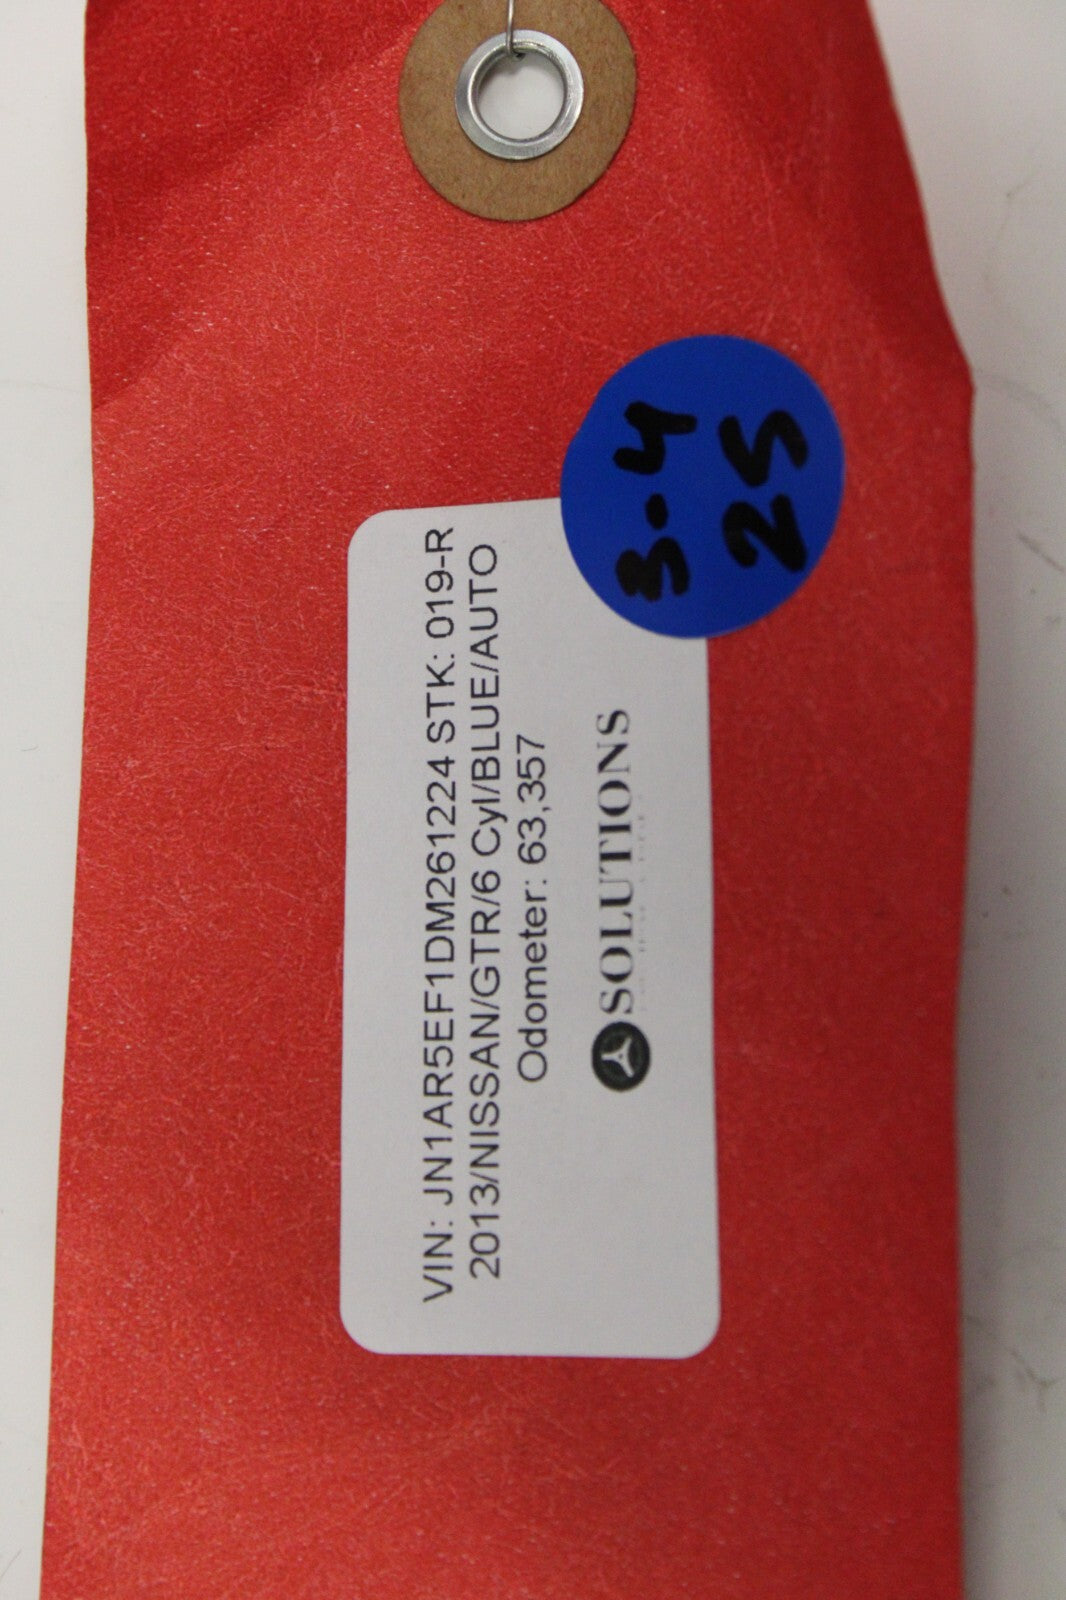 VIN: JN1AR5EF1DM261224 STK: 019-R
2013/NISSAN/GTR/6 Cyl/BLUE/AUTO
Odometer: 63,357
SOLUTIONS
3-4
25